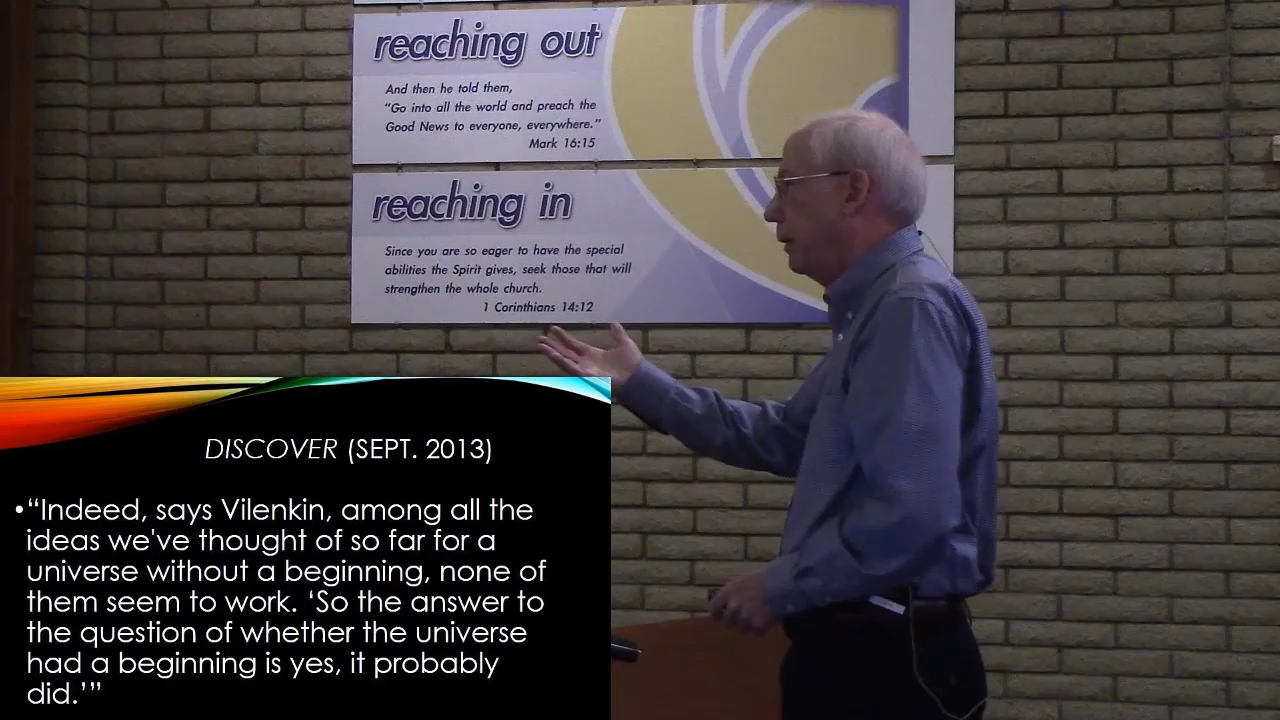 reaching out
And then he told them,
“Go into all the world and preach the
Good News to everyone, everywhere.”
Mark 16:15
reaching in
Since you are so eager to have the special
abilities the Spirit gives, seek those that will
strengthen the whole church.
1 Corinthians 14:12
DISCOVER (SEPT. 2013)
•“Indeed, says Vilenkin, among all the
ideas we've thought of so far for a
universe without a beginning, none of
them seem to work. ‘So the answer to
the question of whether the universe
had a beginning is yes, it probably
did.’”